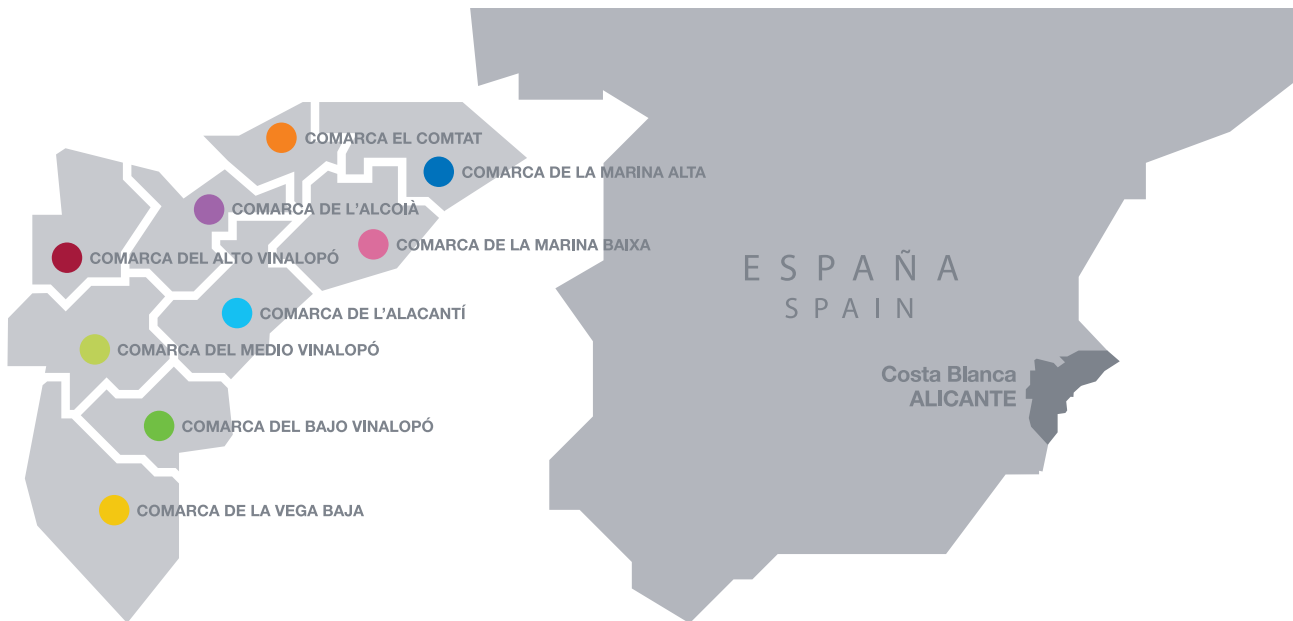 COMARCA EL COMTAT
COMARCA DE LA MARINA ALTA
COMARCA DE L'ALCOIÀ
COMARCA DE LA MARINA BAIXA
COMARCA DEL ALTO VINALOPÓ
COMARCA DE L'ALACANTÍ
COMARCA DEL MEDIO VINALOPÓ
COMARCA DEL BAJO VINALOPÓ
COMARCA DE LA VEGA BAJA
ESPAÑA
SPAIN
Costa Blanca
ALICANTE